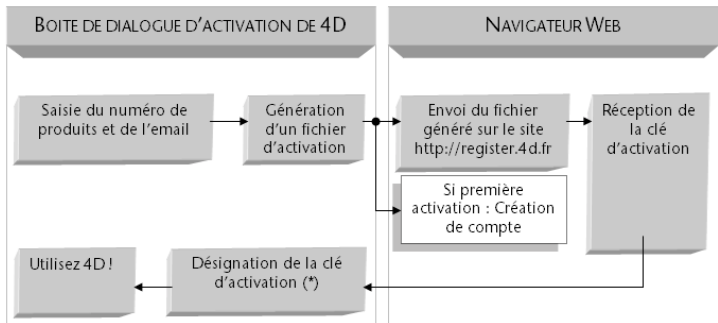 BOITE DE DIALOGUE D'ACTIVATION DE 4D
NAVIGATEUR WEB
Saisie du numéro de
produits et de l'email
Génération
d'un fichier
d'activation
Envoi du fichier
généré sur le site
http://register.4d.fr
Réception de
la clé
d'activation
Si première
activation : Création
de compte
Utilisez 4D !
Désignation de la clé
d'activation (*)